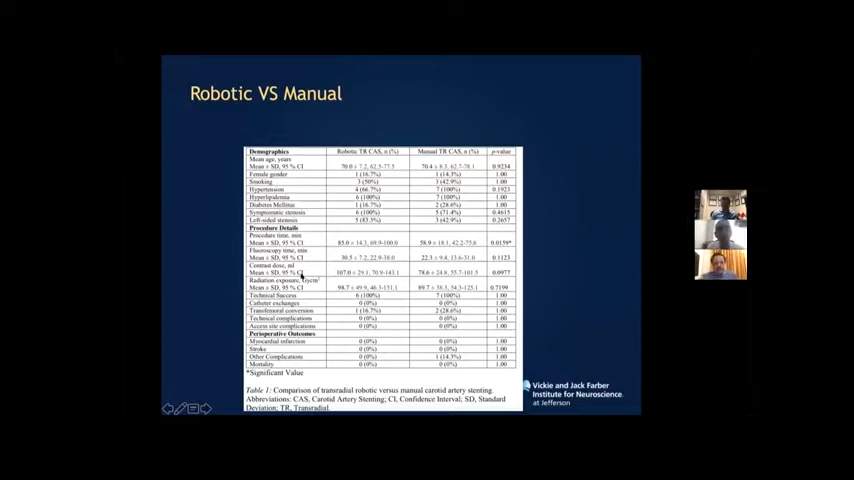 Robotic VS Manual
Demographics Robotic TR CAS, n (%) Manual TR CAS, n (%) p-value
Mean age, years
Mean ± SD, 95 % CI 70.0 ± 7.2, 62.5-77.5 70.4 ± 8.3, 62.7-78.1 0.9234
Female gender 1 (16.7%) 1 (14.3%) 1.00
Smoking 3 (50%) 3 (42.9%) 1.00
Hypertension 4 (66.7%) 7 (100%) 0.1923
Hyperlipidemia 6 (100%) 7 (100%) 1.00
Diabetes Mellitus 1 (16.7%) 2 (28.6%) 1.00
Symptomatic stenosis 6 (100%) 5 (71.4%) 0.4615
Left-sided stenosis 5 (83.3%) 3 (42.9%) 0.2657
Procedure Details
Procedure time, min
Mean ± SD, 95 % CI 85.0 ± 14.3, 69.9-100.0 58.9 ± 18.1, 42.2-75.6 0.0159*
Fluoroscopy time, min
Mean ± SD, 95 % CI 30.5 ± 7.2, 22.9-38.0 22.3 ± 9.4, 13.6-31.0 0.1123
Contrast dose, ml
Mean ± SD, 95 % CI 107.0 ± 29.1, 70.9-143.1 78.6 ± 24.8, 55.7-101.5 0.0977
Radiation exposure, Gycm²
Mean ± SD, 95 % CI 98.7 ± 49.9, 46.3-151.1 89.7 ± 38.3, 54.3-125.1 0.7199
Technical Success 6 (100%) 7 (100%) 1.00
Catheter exchanges 0 (0%) 0 (0%) 1.00
Transfemoral conversion 1 (16.7%) 2 (28.6%) 1.00
Technical complications 0 (0%) 0 (0%) 1.00
Access site complications 0 (0%) 0 (0%) 1.00
Perioperative Outcomes
Myocardial infarction 0 (0%) 0 (0%) 1.00
Stroke 0 (0%) 0 (0%) 1.00
Other Complications 0 (0%) 1 (14.3%) 1.00
Mortality 0 (0%) 0 (0%) 1.00
*Significant Value
Table 1: Comparison of transradial robotic versus manual carotid artery stenting.
Abbreviations: CAS, Carotid Artery Stenting; CI, Confidence Interval; SD, Standard
Deviation; TR, Transradial.
Vickie and Jack Farber
Institute for Neuroscience
at Jefferson